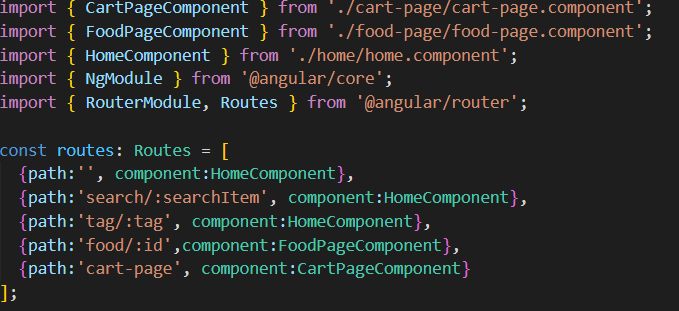 import { CartPageComponent } from './cart-page/cart-page.component';
import { FoodPageComponent } from './food-page/food-page.component';
import { HomeComponent } from './home/home.component';
import { NgModule } from '@angular/core';
import { RouterModule, Routes } from '@angular/router';

const routes: Routes = [
  {path:'', component:HomeComponent},
  {path:'search/:searchItem', component:HomeComponent},
  {path:'tag/:tag', component:HomeComponent},
  {path:'food/:id',component:FoodPageComponent},
  {path:'cart-page', component:CartPageComponent}
];